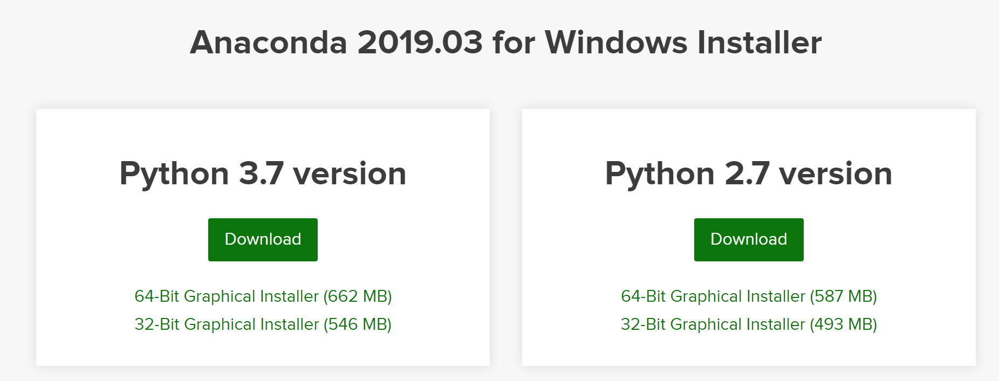 Anaconda 2019.03 for Windows Installer
Python 3.7 version
Download
64-Bit Graphical Installer (662 MB)
32-Bit Graphical Installer (546 MB)
Python 2.7 version
Download
64-Bit Graphical Installer (587 MB)
32-Bit Graphical Installer (493 MB)